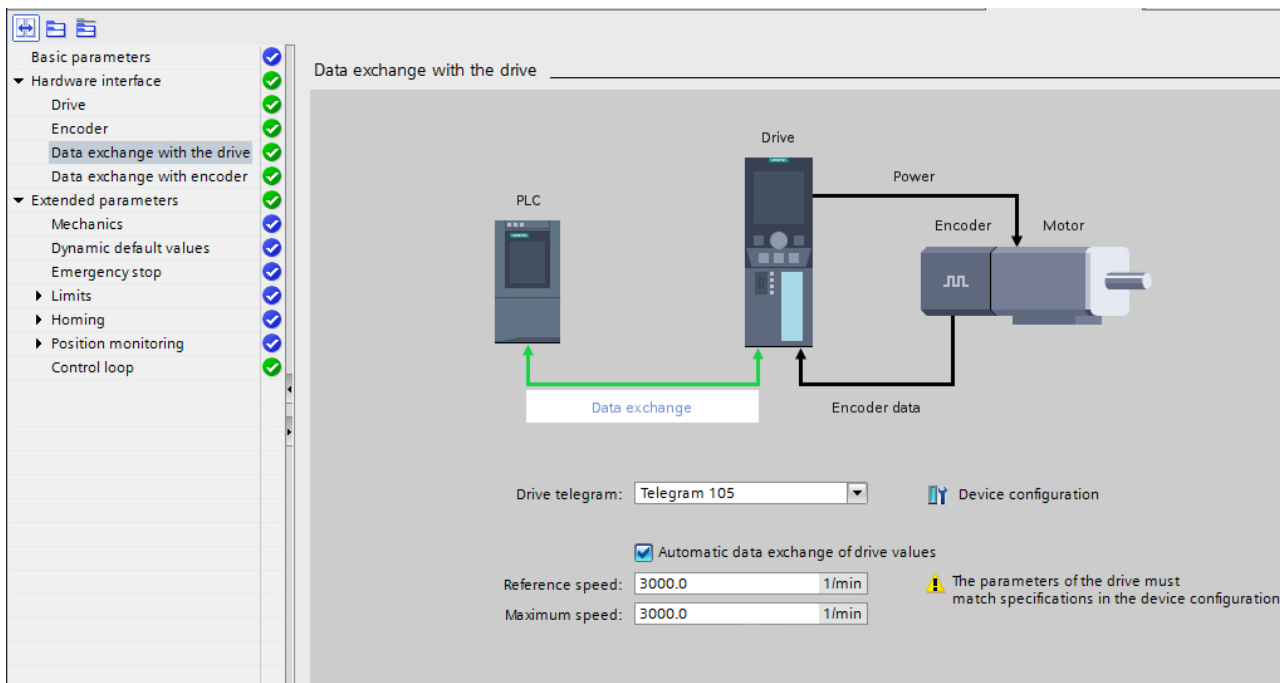 Basic parameters
Hardware interface
Drive
Encoder
Data exchange with the drive
Data exchange with encoder
Extended parameters
Mechanics
Dynamic default values
Emergency stop
Limits
Homing
Position monitoring
Control loop
Data exchange with the drive
Drive
Power
PLC
Encoder
Motor
Data exchange
Encoder data
Drive telegram: Telegram 105
Device configuration
Automatic data exchange of drive values
Reference speed: 3000.0 1/min
The parameters of the drive must
match specifications in the device configuration
Maximum speed: 3000.0 1/min